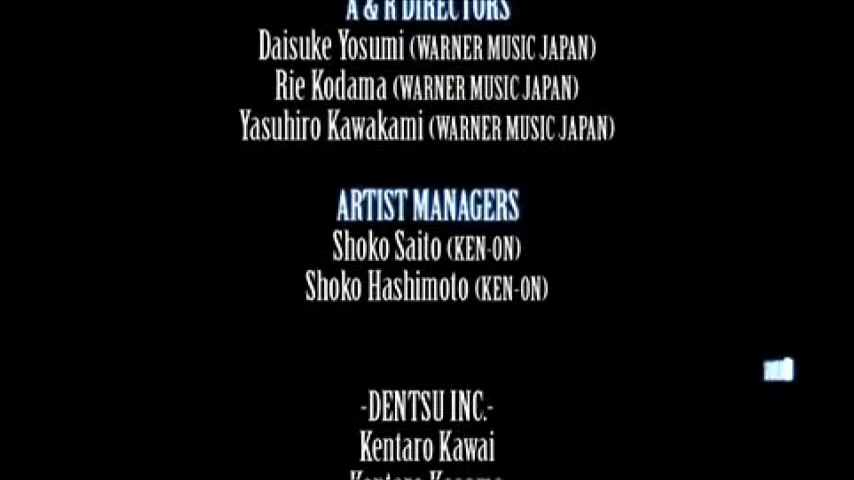 A & R DIRECTORS
Daisuke Yosumi (WARNER MUSIC JAPAN)
Rie Kodama (WARNER MUSIC JAPAN)
Yasuhiro Kawakami (WARNER MUSIC JAPAN)
ARTIST MANAGERS
Shoko Saito (KEN-ON)
Shoko Hashimoto (KEN-ON)
-DENTSU INC.-
Kentaro Kawai